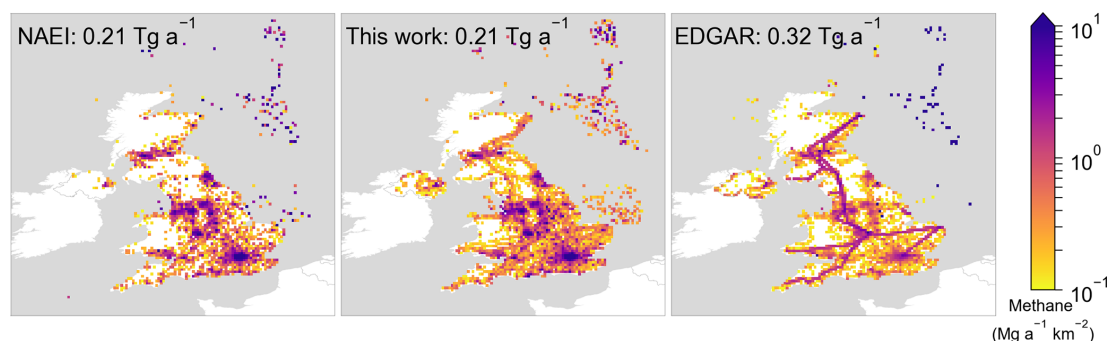 NAEI: 0.21 Tg a⁻¹
This work: 0.21 Tg a⁻¹
EDGAR: 0.32 Tg a⁻¹
10¹
10⁰
10⁻¹
Methane
(Mg a⁻¹ km⁻²)